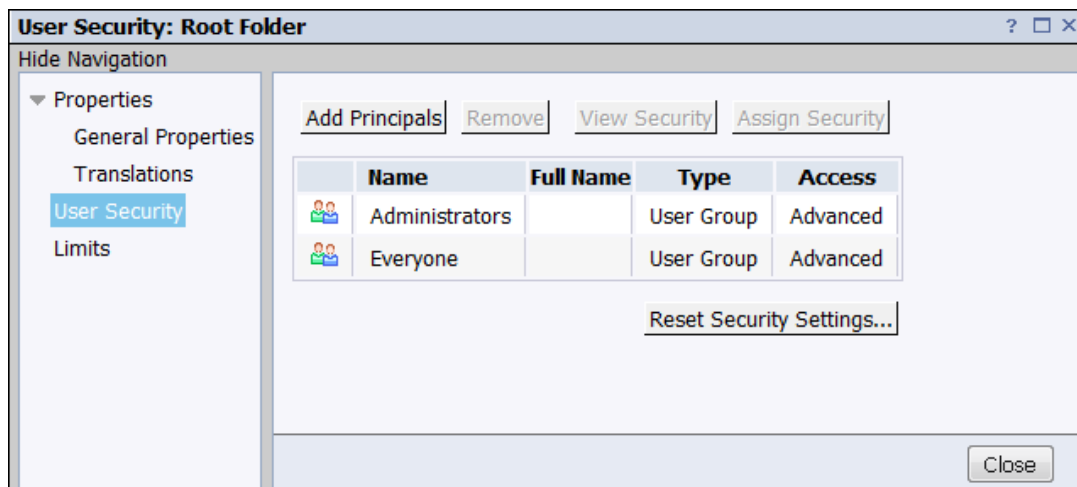 User Security: Root Folder ?
Hide Navigation
Properties
General Properties
Translations
User Security
Limits
Add Principals Remove View Security Assign Security
Name Full Name Type Access
Administrators User Group Advanced
Everyone User Group Advanced
Reset Security Settings...
Close